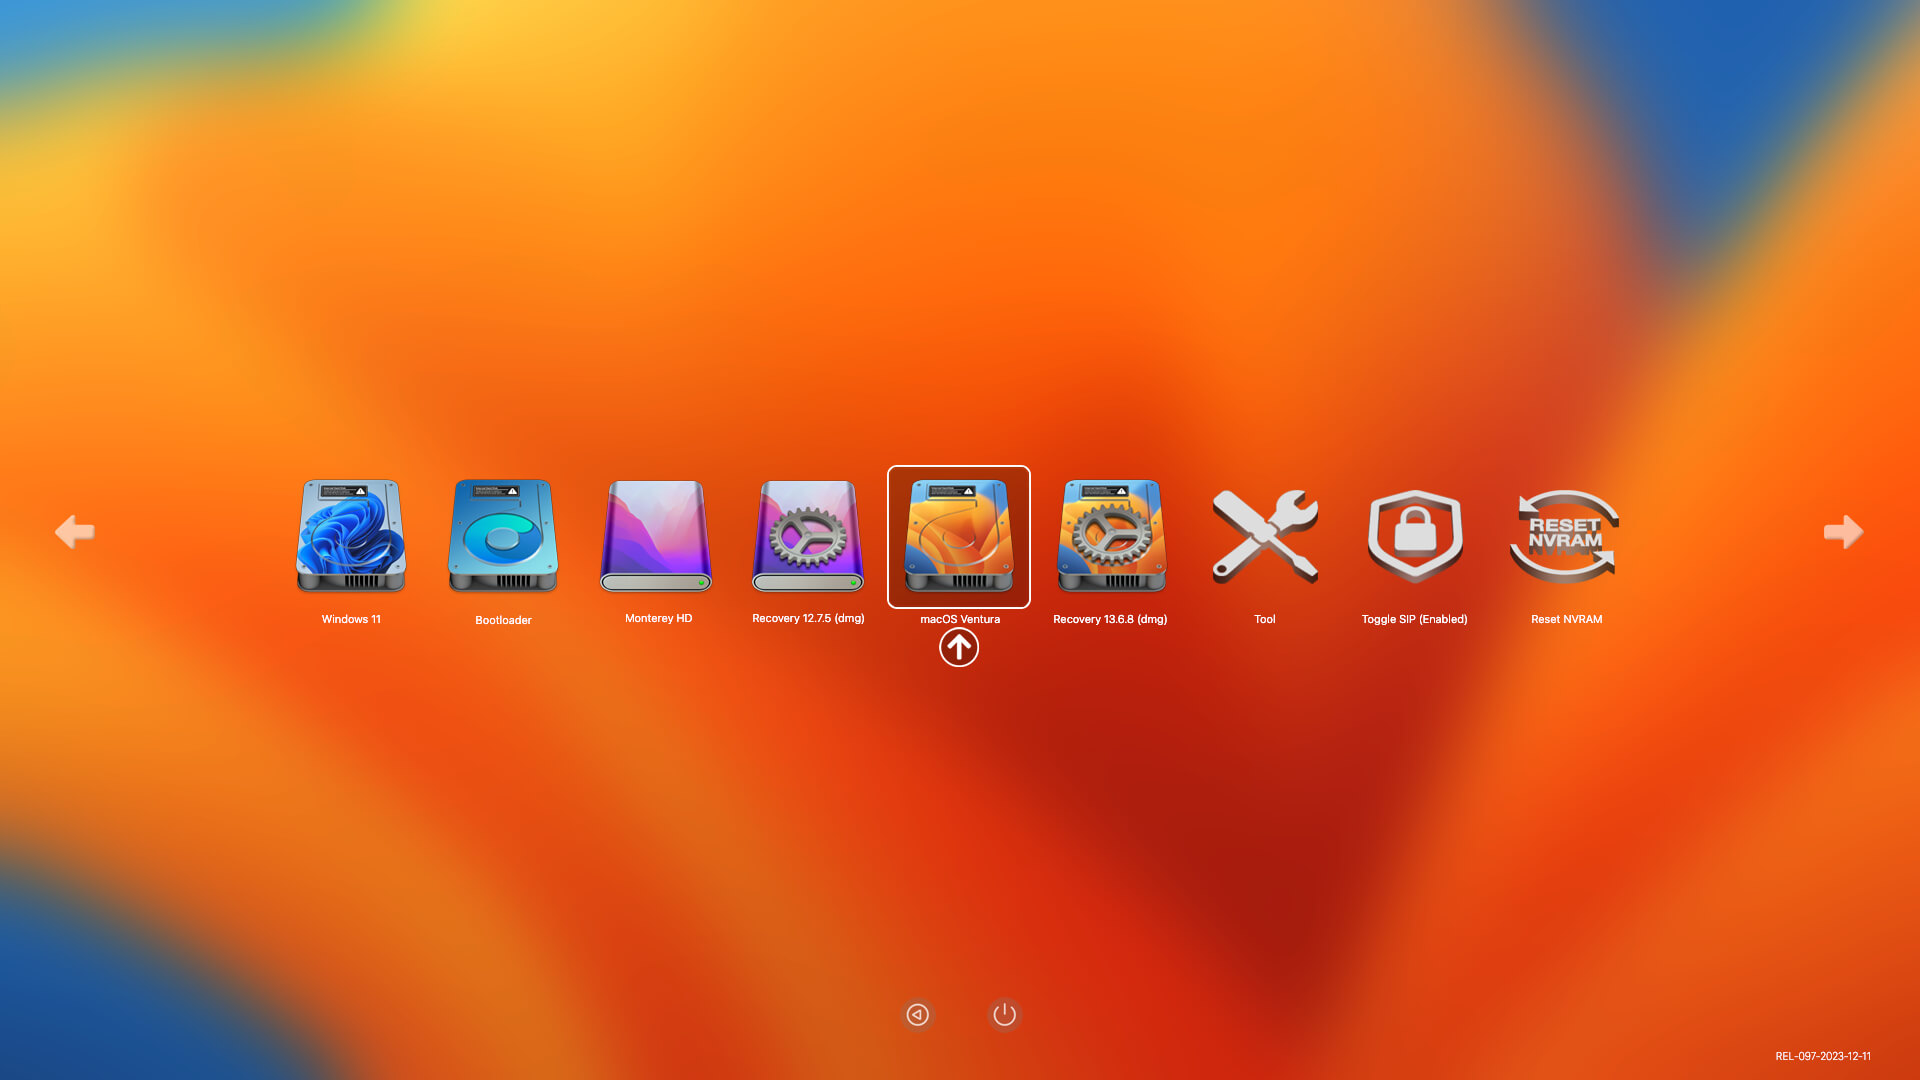 RESET
NVRAM
Windows 11
Bootloader
Monterey HD
Recovery 12.7.5 (dmg)
macOS Ventura
Recovery 13.6.8 (dmg)
Tool
Toggle SIP (Enabled)
Reset NVRAM
REL-097-2023-12-11